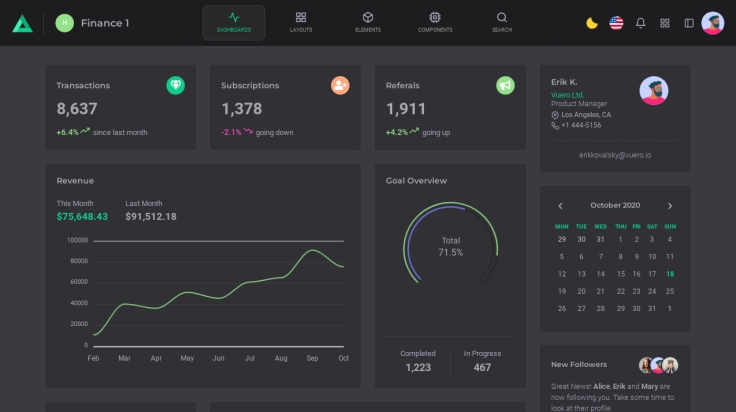 H Finance 1
DASHBOARDS LAYOUTS ELEMENTS COMPONENTS SEARCH
Transactions
8,637
+6.4% since last month
Subscriptions
1,378
-2.1% going down
Referals
1,911
+4.2% going up
Erik K.
Vuero Ltd.
Product Manager
Los Angeles, CA
+1 444-5156
erikkovalsky@vuero.io
Revenue
This Month Last Month
$75,648.43 $91,512.18
100000
80000
60000
40000
20000
0
Feb Mar Apr May Jun Jul Aug Sep Oct
Goal Overview
Total
71.5%
Completed In Progress
1,223 467
October 2020
MON TUE WED THU FRI SAT SUN
29 30 31 1 2 3 4
5 6 7 8 9 10 11
12 13 14 15 16 17 18
19 20 21 22 23 24 25
26 27 28 29 30 31 1
New Followers
Great News! Alice, Erik and Mary are
now following you. Take some time to
look at their profile.